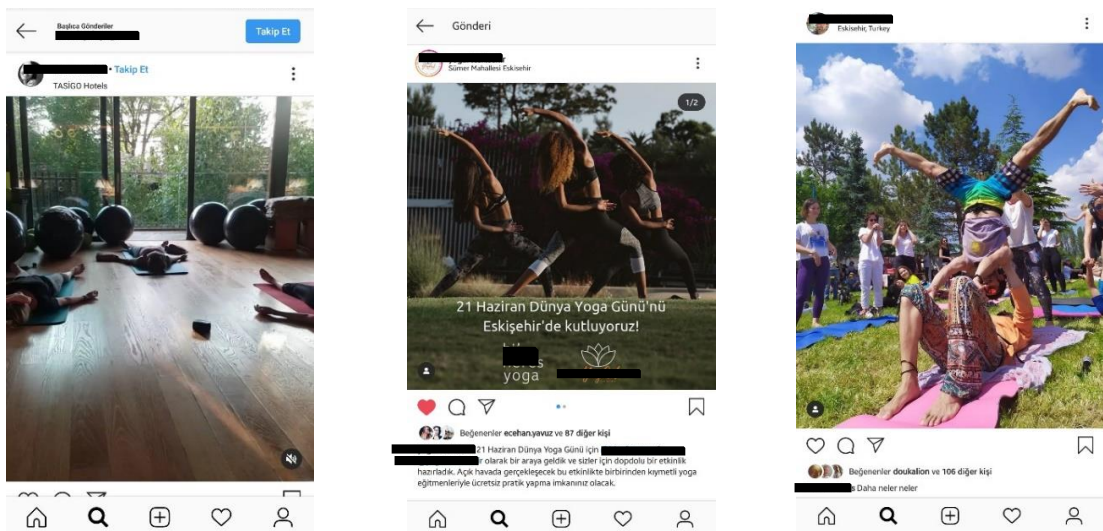 Başlıca Gönderiler
Takip Et
• Takip Et
TASİGO Hotels
Gönderi
Sümer Mahallesi Eskisehir
1/2
21 Haziran Dünya Yoga Günü'nü
Eskişehir'de kutluyoruz!
yoga
Beğenenler ecehan.yavuz ve 87 diğer kişi
21 Haziran Dünya Yoga Günü için
olarak bir araya geldik ve sizler için dopdolu bir etkinlik
hazırladık. Açık havada gerçekleşecek bu etkinlikte birbirinden kıymetli yoga
eğitmenleriyle ücretsiz pratik yapma imkanınız olacak.
Eskisehir, Turkey
Beğenenler doukalion ve 106 diğer kişi
Daha neler neler